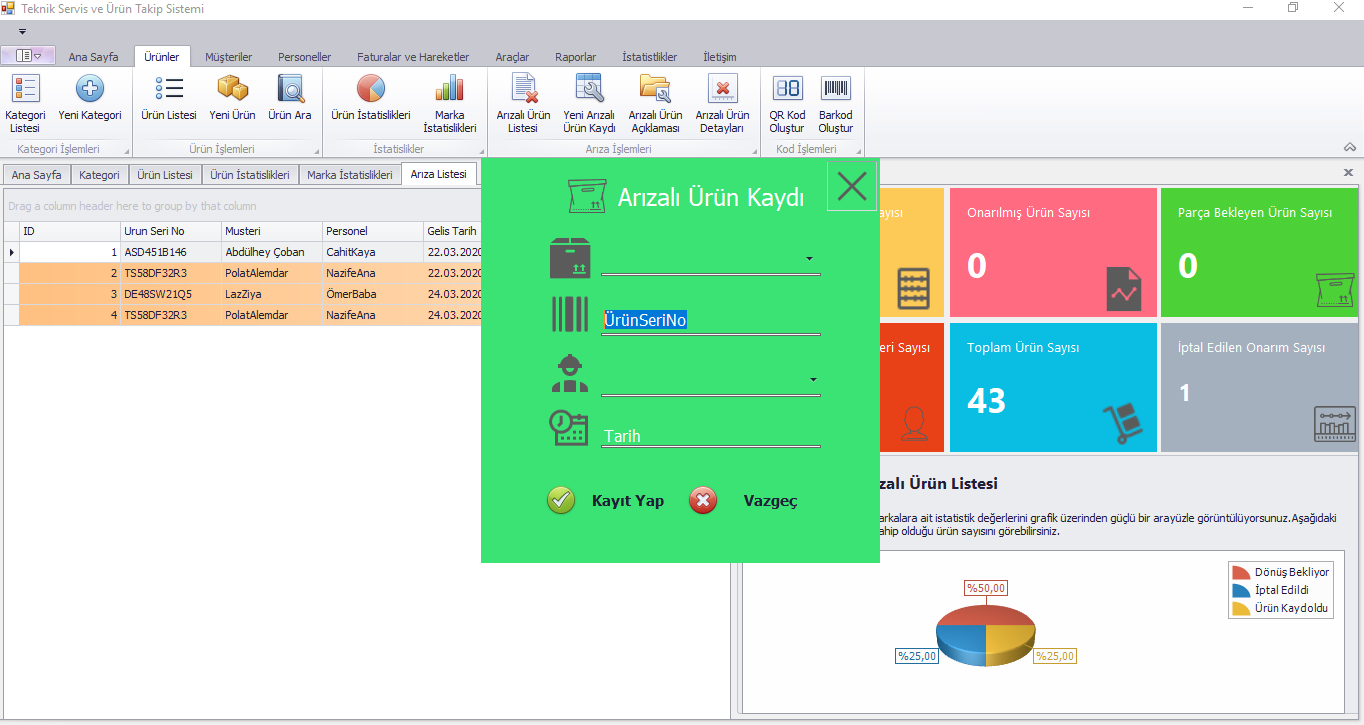 Teknik Servis ve Ürün Takip Sistemi
Ana Sayfa Ürünler Müşteriler Personeller Faturalar ve Hareketler Araçlar Raporlar İstatistikler İletişim
Kategori Listesi
Yeni Kategori
Ürün Listesi
Yeni Ürün
Ürün Ara
Ürün İstatislikleri
Marka İstatislikleri
Arızalı Ürün Listesi
Yeni Arızalı Ürün Kaydı
Arızalı Ürün Açıklaması
Arızalı Ürün Detayları
QR Kod Oluştur
Barkod Oluştur
Kategori İşlemleri Ürün İşlemleri İstatislikler Arıza İşlemleri Kod İşlemleri
Ana Sayfa Kategori Ürün Listesi Ürün İstatislikleri Marka İstatislikleri Arıza Listesi
Drag a column header here to group by that column
ID Urun Seri No Musteri Personel Gelis Tarih
1 ASD451B146 Abdülhey Çoban CahitKaya 22.03.2020
2 TS58DF32R3 PolatAlemdar NazifeAna 22.03.2020
3 DE48SW21Q5 LazZiya ÖmerBaba 24.03.2020
4 TS58DF32R3 PolatAlemdar NazifeAna 24.03.2020
Arızalı Ürün Kaydı
ÜrünSeriNo
Tarih
Kayıt Yap Vazgeç
Onarılmış Ürün Sayısı
0
Parça Bekleyen Ürün Sayısı
0
Sayısı
Toplam Ürün Sayısı
43
İptal Edilen Onarım Sayısı
1
Ürün Listesi
ait istatistik değerlerini grafik üzerinden güçlü bir arayüzle görüntülüyorsunuz.Aşağıdaki
olduğu ürün sayısını görebilirsiniz.
Dönüş Bekliyor
İptal Edildi
Ürün Kaydoldu
%50,00
%25,00 %25,00